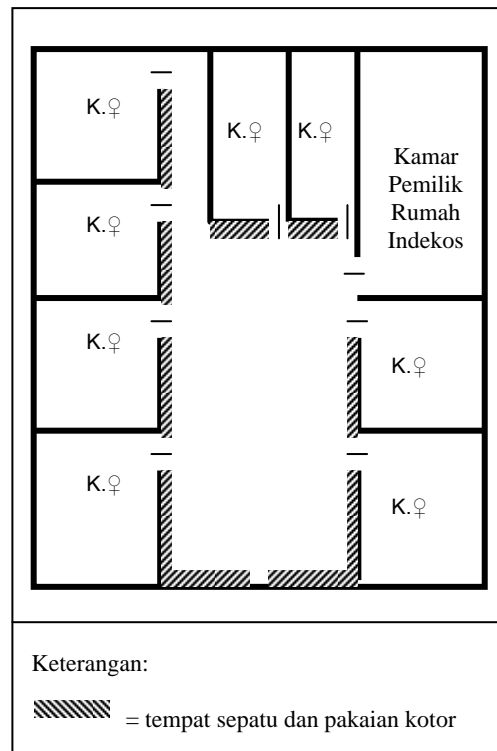 K.♀
K.♀
K.♀
Kamar
Pemilik
Rumah
Indekos
K.♀
K.♀
K.♀
K.♀
K.♀
Keterangan:
= tempat sepatu dan pakaian kotor